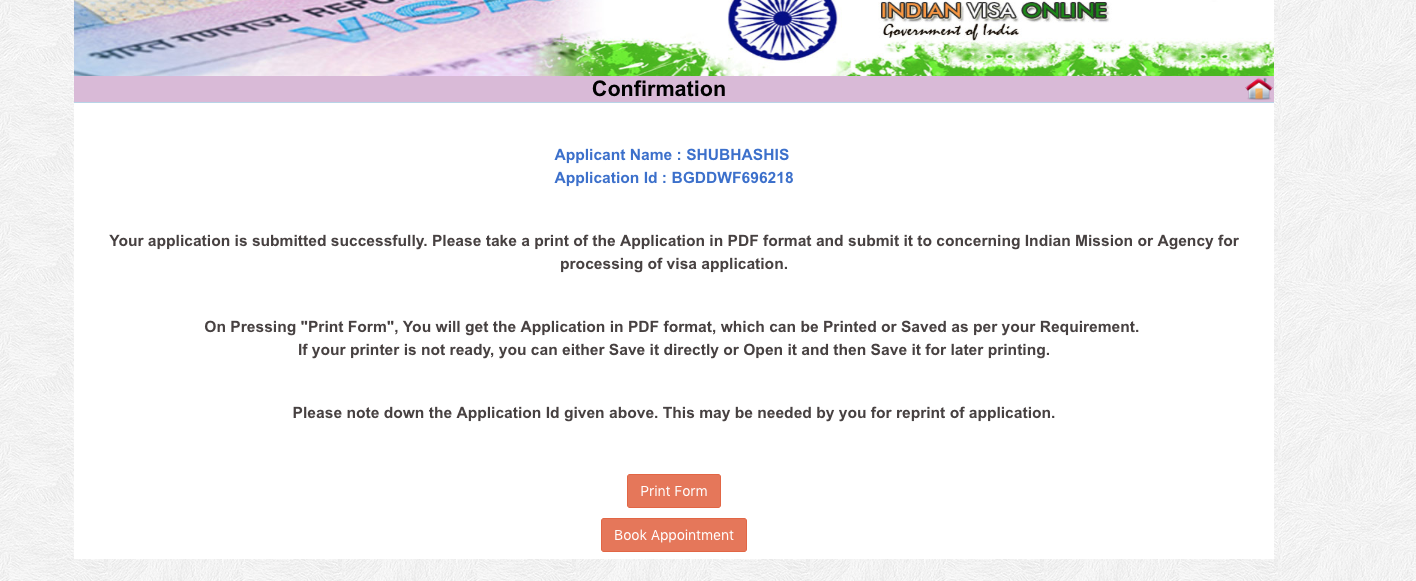 भारत गणराज्य REPU
VISA
INDIAN VISA ONLINE
Government of India
Confirmation
Applicant Name : SHUBHASHIS
Application Id : BGDDWF696218
Your application is submitted successfully. Please take a print of the Application in PDF format and submit it to concerning Indian Mission or Agency for
processing of visa application.
On Pressing "Print Form", You will get the Application in PDF format, which can be Printed or Saved as per your Requirement.
If your printer is not ready, you can either Save it directly or Open it and then Save it for later printing.
Please note down the Application Id given above. This may be needed by you for reprint of application.
Print Form
Book Appointment